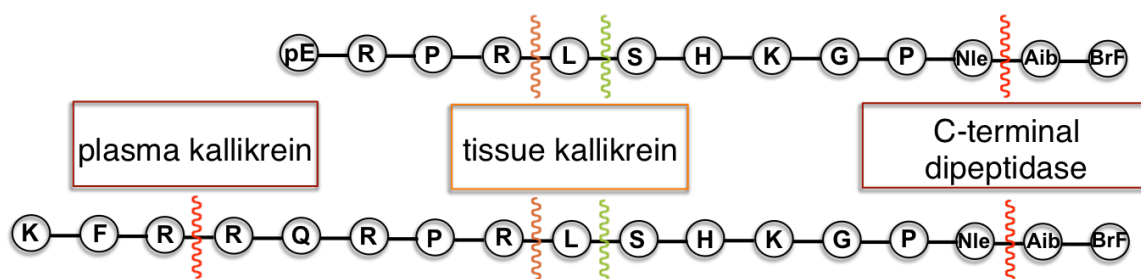 pE R P R L S H K G P Nle Aib BrF
plasma kallikrein
tissue kallikrein
C-terminal
dipeptidase
K F R R Q R P R L S H K G P Nle Aib BrF